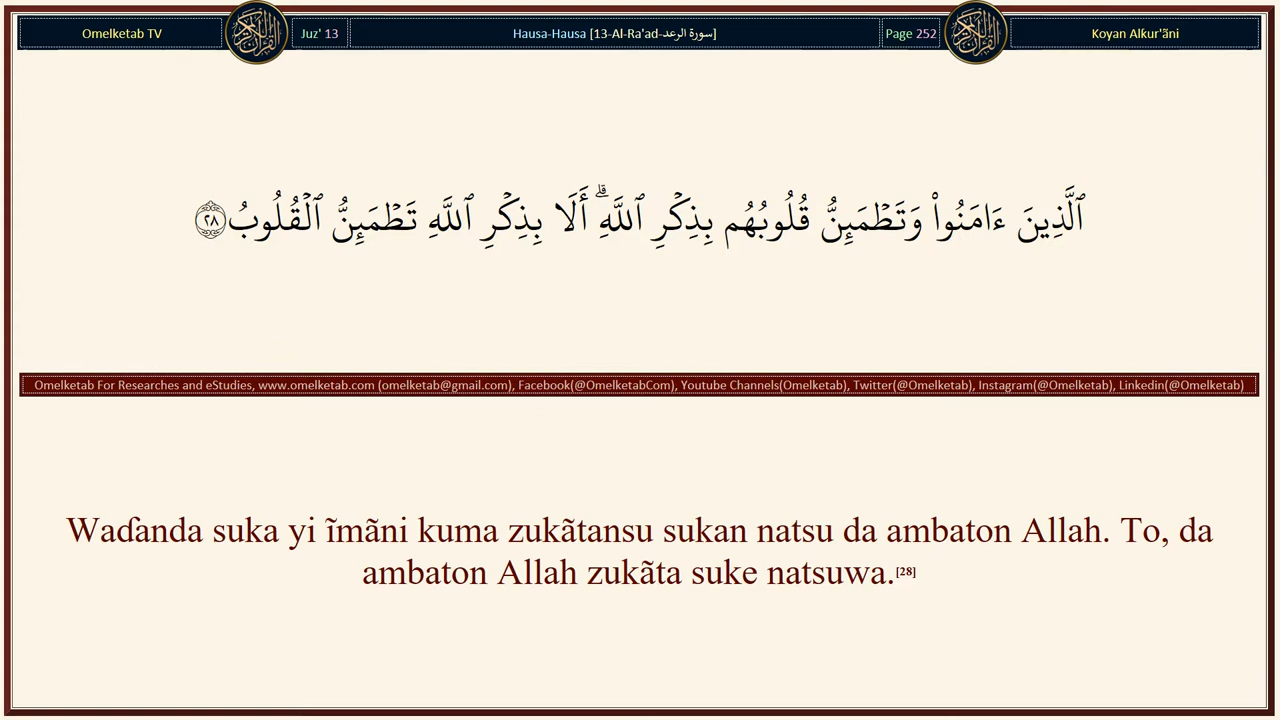 Omelketab TV
Juz' 13
Hausa-Hausa [13-Al-Ra'ad-سورة الرعد]
Page 252
Koyan Alƙur'ãni
ٱلَّذِينَ ءَامَنُوا۟ وَتَطْمَئِنُّ قُلُوبُهُم بِذِكْرِ ٱللَّهِ ۗ أَلَا بِذِكْرِ ٱللَّهِ تَطْمَئِنُّ ٱلْقُلُوبُ ٢٨
Omelketab For Researches and eStudies, www.omelketab.com (omelketab@gmail.com), Facebook(@OmelketabCom), Youtube Channels(Omelketab), Twitter(@Omelketab), Instagram(@Omelketab), Linkedin(@Omelketab)
Waɗanda suka yi ĩmãni kuma zukãtansu sukan natsu da ambaton Allah. To, da
ambaton Allah zukãta suke natsuwa.[28]